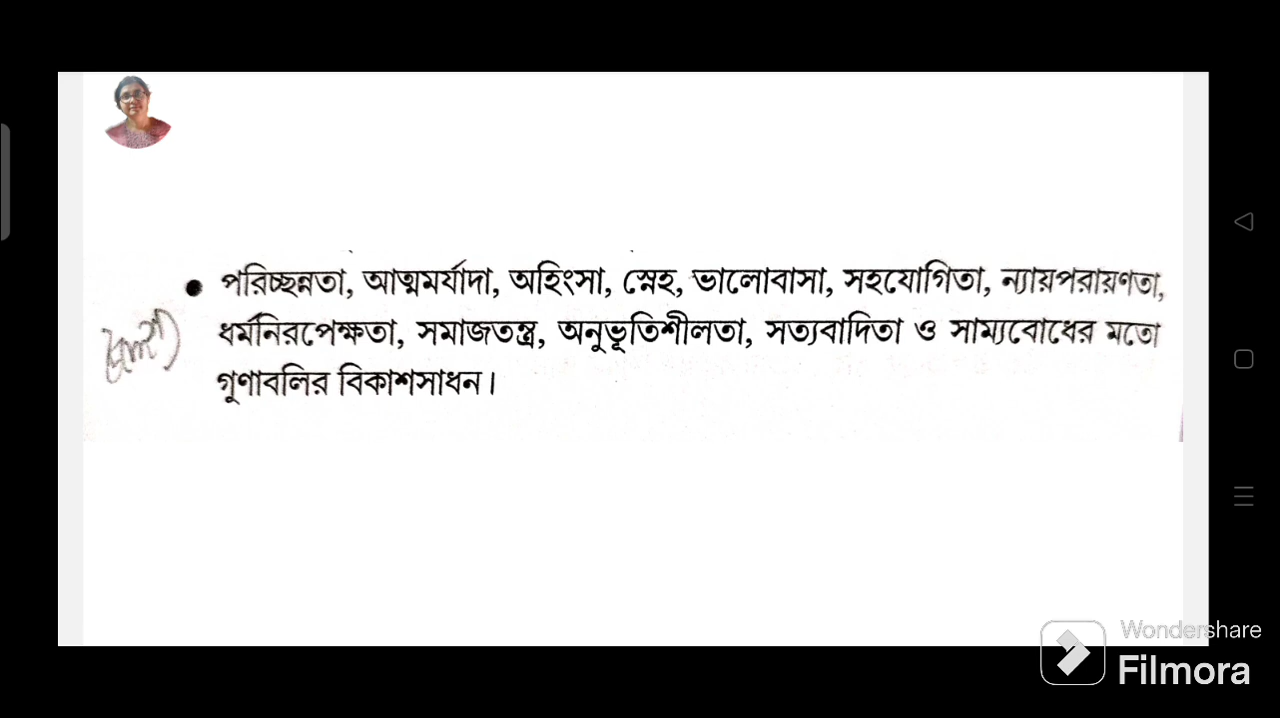 পরিচ্ছন্নতা, আত্মমর্যাদা, অহিংসা, স্নেহ, ভালোবাসা, সহযোগিতা, ন্যায়পরায়ণতা,
ধর্মনিরপেক্ষতা, সমাজতন্ত্র, অনুভূতিশীলতা, সত্যবাদিতা ও সাম্যবোধের মতো
গুণাবলির বিকাশসাধন।
Wondershare
Filmora